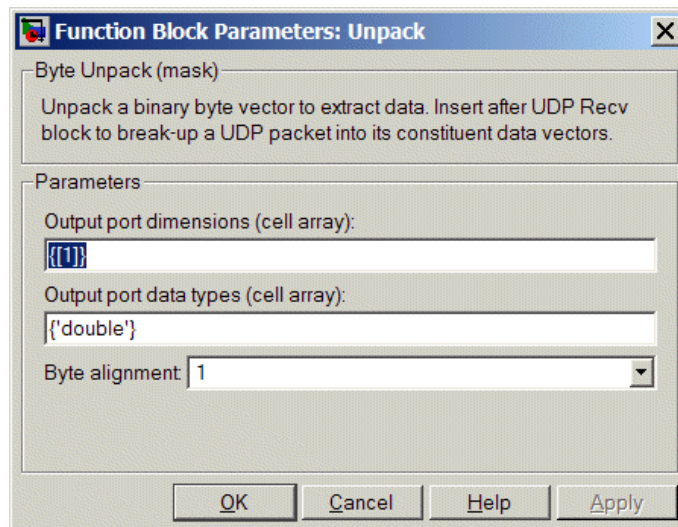 Function Block Parameters: Unpack
Byte Unpack (mask)
Unpack a binary byte vector to extract data. Insert after UDP Recv
block to break-up a UDP packet into its constituent data vectors.
Parameters
Output port dimensions (cell array):
{[1]}
Output port data types (cell array):
{'double'}
Byte alignment: 1
OK Cancel Help Apply